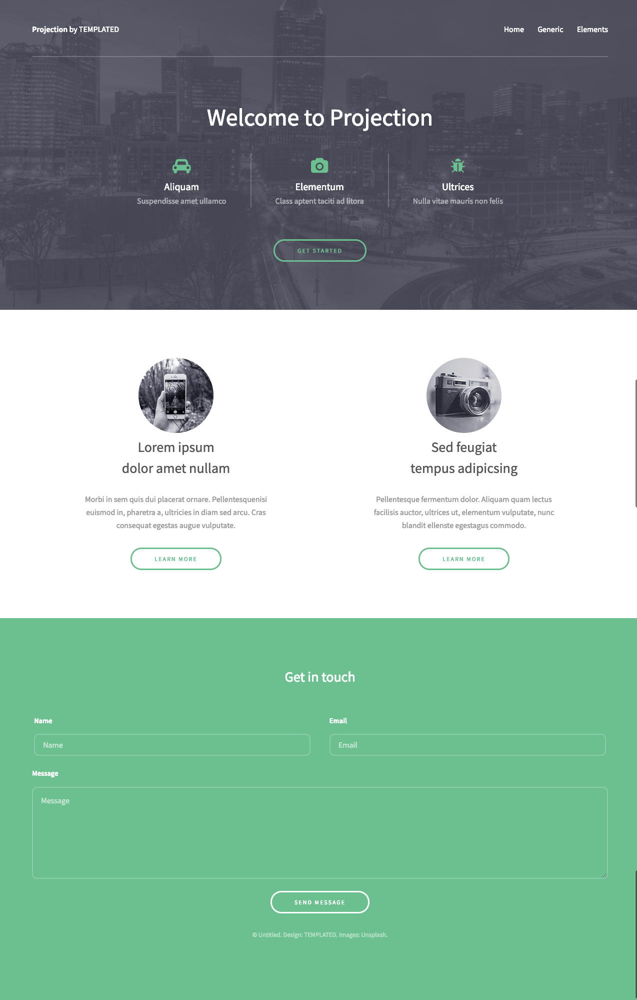 Projection by TEMPLATED
Home Generic Elements
Welcome to Projection
Aliquam
Suspendisse amet ullamco
Elementum
Class aptent taciti ad litora
Ultrices
Nulla vitae mauris non felis
GET STARTED
Lorem ipsum
dolor amet nullam
Morbi in sem quis dui placerat ornare. Pellentesquenisi
euismod in, pharetra a, ultricies in diam sed arcu. Cras
consequat egestas augue vulputate.
LEARN MORE
Sed feugiat
tempus adipicsing
Pellentesque fermentum dolor. Aliquam quam lectus
facilisis auctor, ultrices ut, elementum vulputate, nunc
blandit ellenste egestagus commodo.
LEARN MORE
Get in touch
Name
Name
Email
Email
Message
Message
SEND MESSAGE
© Untitled. Design: TEMPLATED. Images: Unsplash.